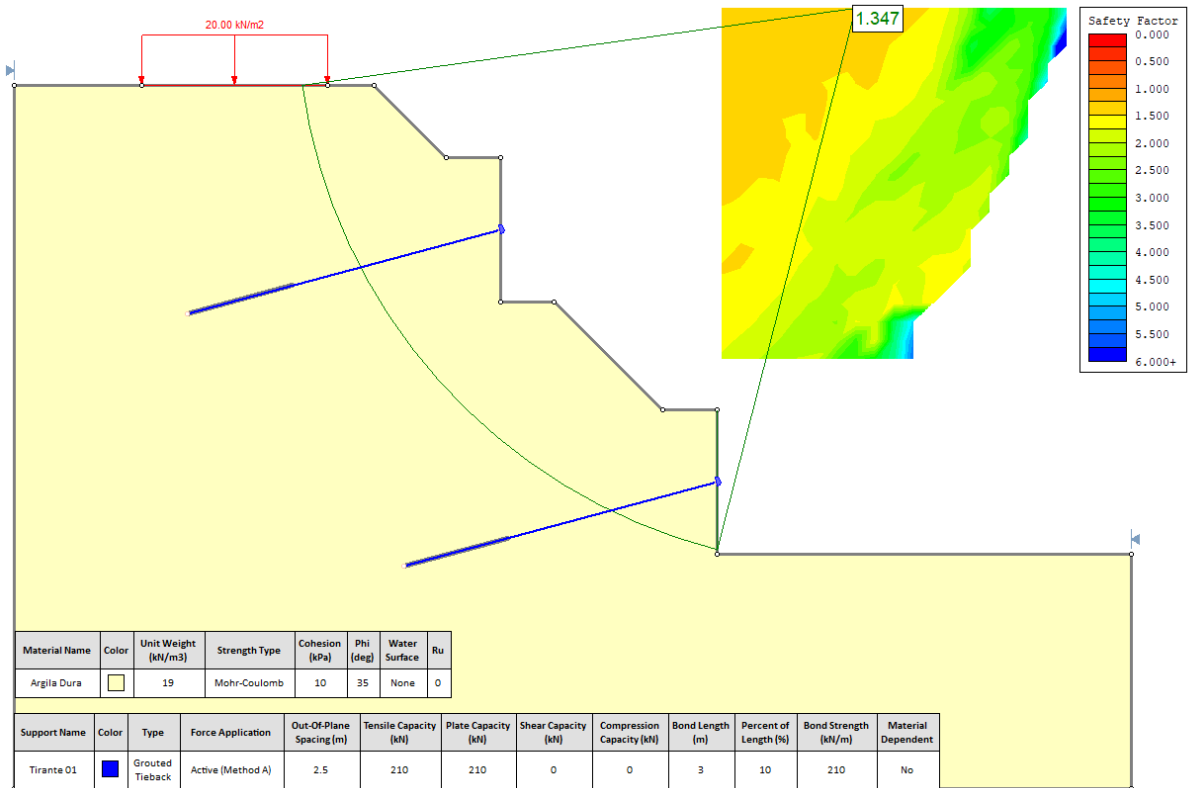 20.00 kN/m2
1.347
Safety Factor
0.000
0.500
1.000
1.500
2.000
2.500
3.000
3.500
4.000
4.500
5.000
5.500
6.000+
Material Name Color Unit Weight (kN/m3) Strength Type Cohesion (kPa) Phi (deg) Water Surface Ru
Argila Dura 19 Mohr-Coulomb 10 35 None 0
Support Name Color Type Force Application Out-Of-Plane Spacing (m) Tensile Capacity (kN) Plate Capacity (kN) Shear Capacity (kN) Compression Capacity (kN) Bond Length (m) Percent of Length (%) Bond Strength (kN/m) Material Dependent
Tirante 01 Grouted Tieback Active (Method A) 2.5 210 210 0 0 3 10 210 No